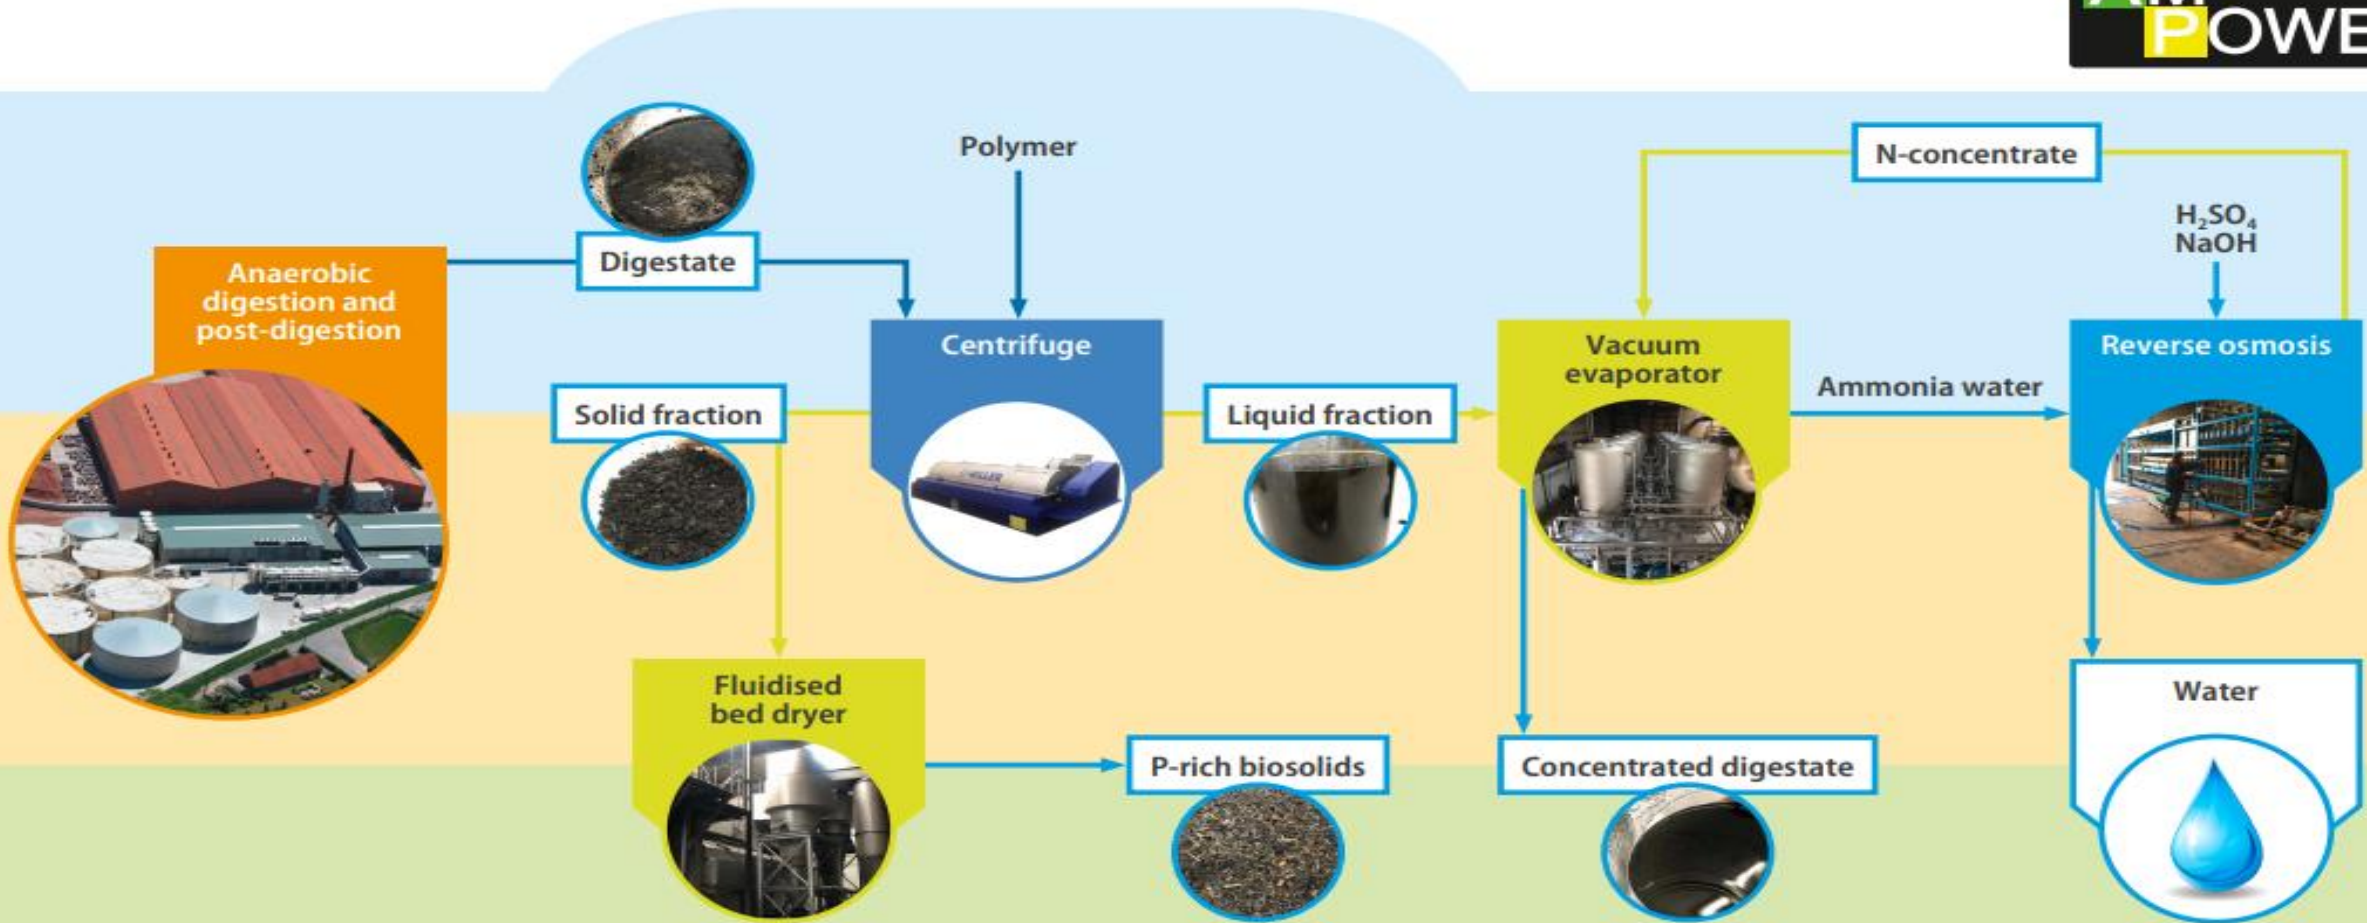 POWE
Polymer
N-concentrate
H₂SO₄
NaOH
Digestate
Anaerobic
digestion and
post-digestion
Centrifuge
Vacuum
evaporator
Reverse osmosis
Ammonia water
Solid fraction
Liquid fraction
Fluidised
bed dryer
Water
P-rich biosolids
Concentrated digestate